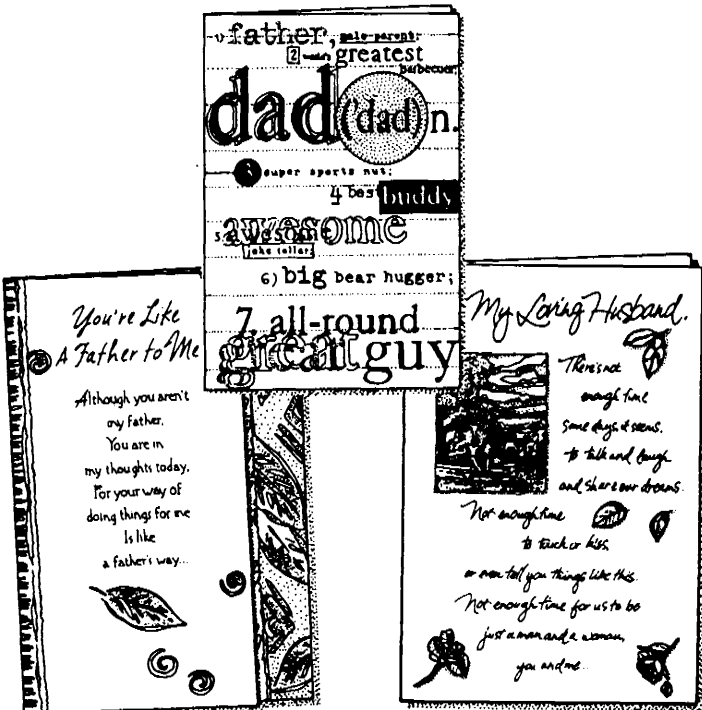 1) father, male-parent;
2 world's greatest
barbecuer;
dad ('dad) n.
3 super sports nut;
4 best buddy
5. awesome
joke teller;
6) big bear hugger;
7. all-round
great guy
You're Like
A Father to Me
Although you aren't
my father,
You are in
my thoughts today,
For your way of
doing things for me
Is like
a father's way...
My Loving Husband.
There's not
enough time
some days, it seems,
to talk and laugh
and share our dreams.
Not enough time
to touch or kiss,
or even tell you things like this.
Not enough time for us to be
just a man and a woman,
you and me...